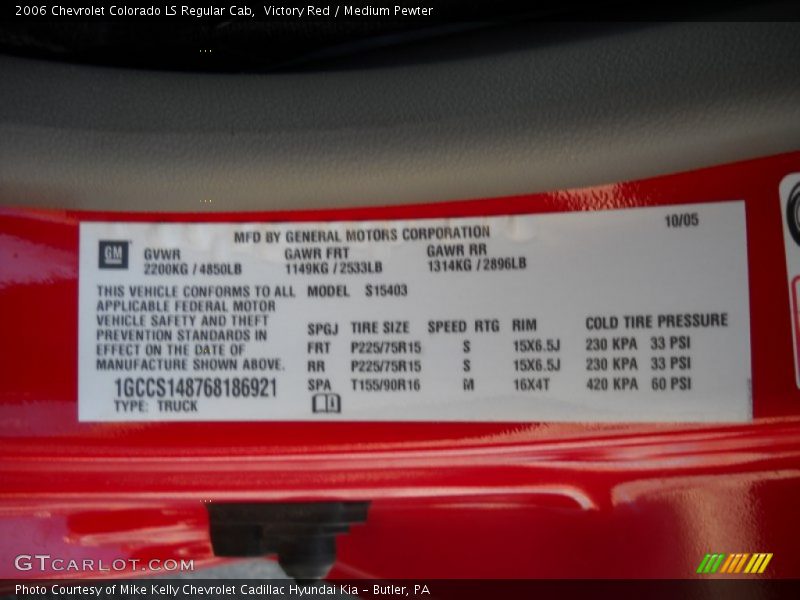 2006 Chevrolet Colorado LS Regular Cab,  Victory Red / Medium Pewter
MFD BY GENERAL MOTORS CORPORATION 10/05
GM GVWR GAWR FRT GAWR RR
2200KG / 4850LB 1149KG / 2533LB 1314KG / 2896LB
THIS VEHICLE CONFORMS TO ALL MODEL S15403
APPLICABLE FEDERAL MOTOR
VEHICLE SAFETY AND THEFT
PREVENTION STANDARDS IN
EFFECT ON THE DATE OF
MANUFACTURE SHOWN ABOVE.
1GCCS148768186921
TYPE: TRUCK
SPGJ TIRE SIZE SPEED RTG RIM COLD TIRE PRESSURE
FRT P225/75R15 S 15X6.5J 230 KPA 33 PSI
RR P225/75R15 S 15X6.5J 230 KPA 33 PSI
SPA T155/90R16 M 16X4T 420 KPA 60 PSI
GTCARLOT.COM
Photo Courtesy of Mike Kelly Chevrolet Cadillac Hyundai Kia - Butler, PA